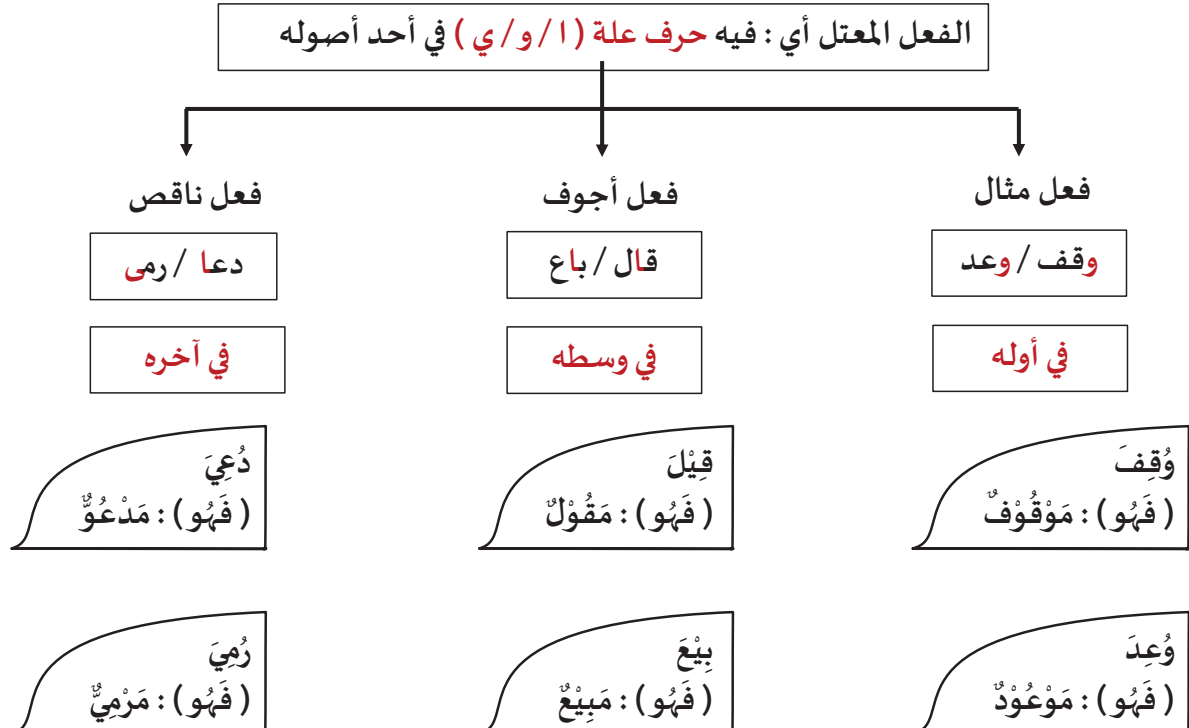 الفعل المعتل أي : فيه حرف علة ( ا / و / ي ) في أحد أصوله
فعل مثال
وقف / وعد
في أوله
وُقِفَ
( فَهُو ) : مَوْقُوْفٌ
وُعِدَ
( فَهُو ) : مَوْعُوْدٌ
فعل أجوف
قال / باع
في وسطه
قِيْلَ
( فَهُو ) : مَقُوْلٌ
بِيْعَ
( فَهُو ) : مَبِيْعٌ
فعل ناقص
دعا / رمى
في آخره
دُعِيَ
( فَهُو ) : مَدْعُوٌّ
رُمِيَ
( فَهُو ) : مَرْمِيٌّ